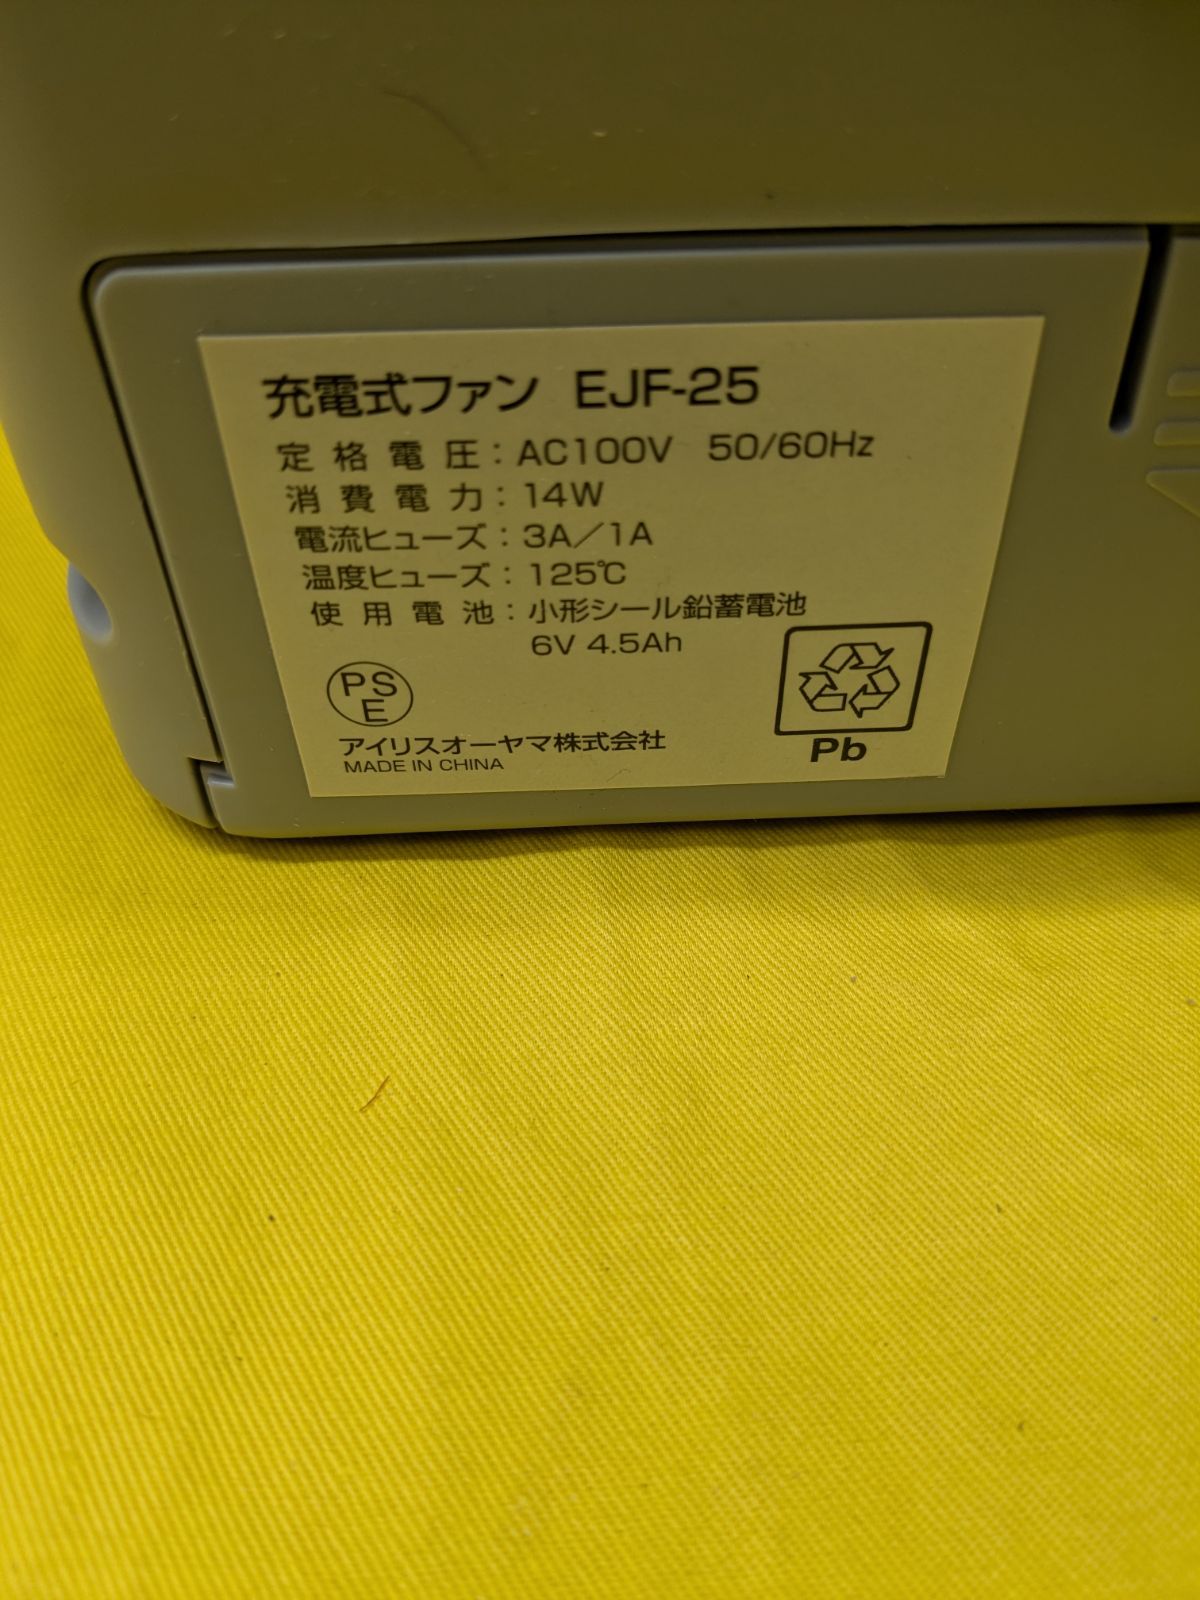 充電式ファン EJF-25
定格電圧：AC100V 50/60Hz
消費電力：14W
電流ヒューズ：3A／1A
温度ヒューズ：125℃
使用電池：小形シール鉛蓄電池
6V 4.5Ah
PS
E
Pb
アイリスオーヤマ株式会社
MADE IN CHINA